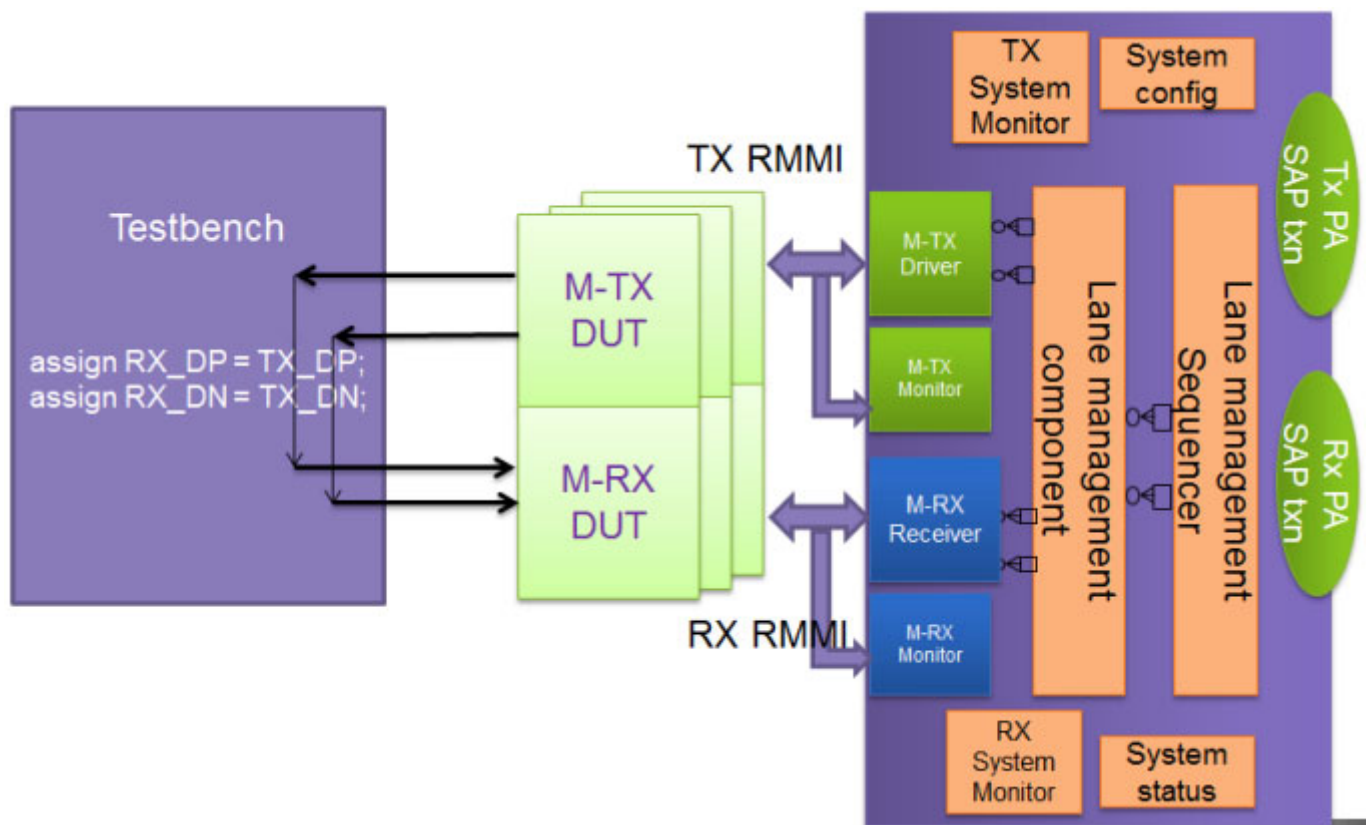 TX
System
Monitor
System
config
Tx PA
SAP txn
TX RMMI
Testbench
assign RX_DP = TX_DP;
assign RX_DN = TX_DN;
M-TX
DUT
M-RX
DUT
M-TX
Driver
M-TX
Monitor
M-RX
Receiver
M-RX
Monitor
Lane management
component
Lane management
Sequencer
Rx PA
SAP txn
RX RMMI
RX
System
Monitor
System
status